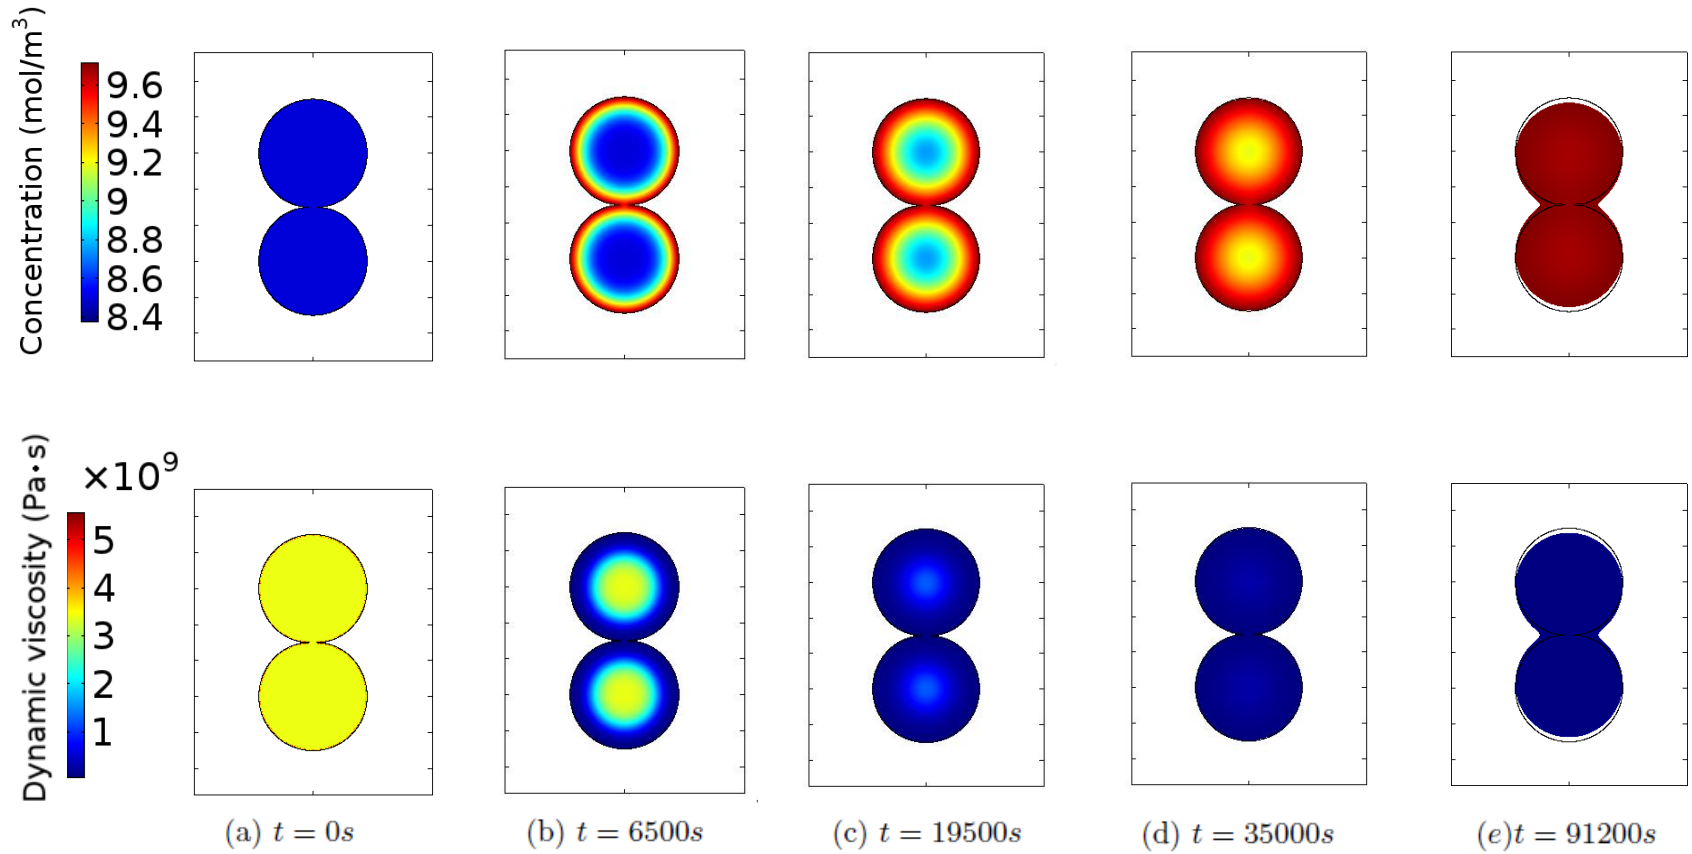 Concentration (mol/m³)
9.6
9.4
9.2
9
8.8
8.6
8.4
Dynamic viscosity (Pa•s)
×10⁹
5
4
3
2
1
(a) t = 0s
(b) t = 6500s
(c) t = 19500s
(d) t = 35000s
(e)t = 91200s